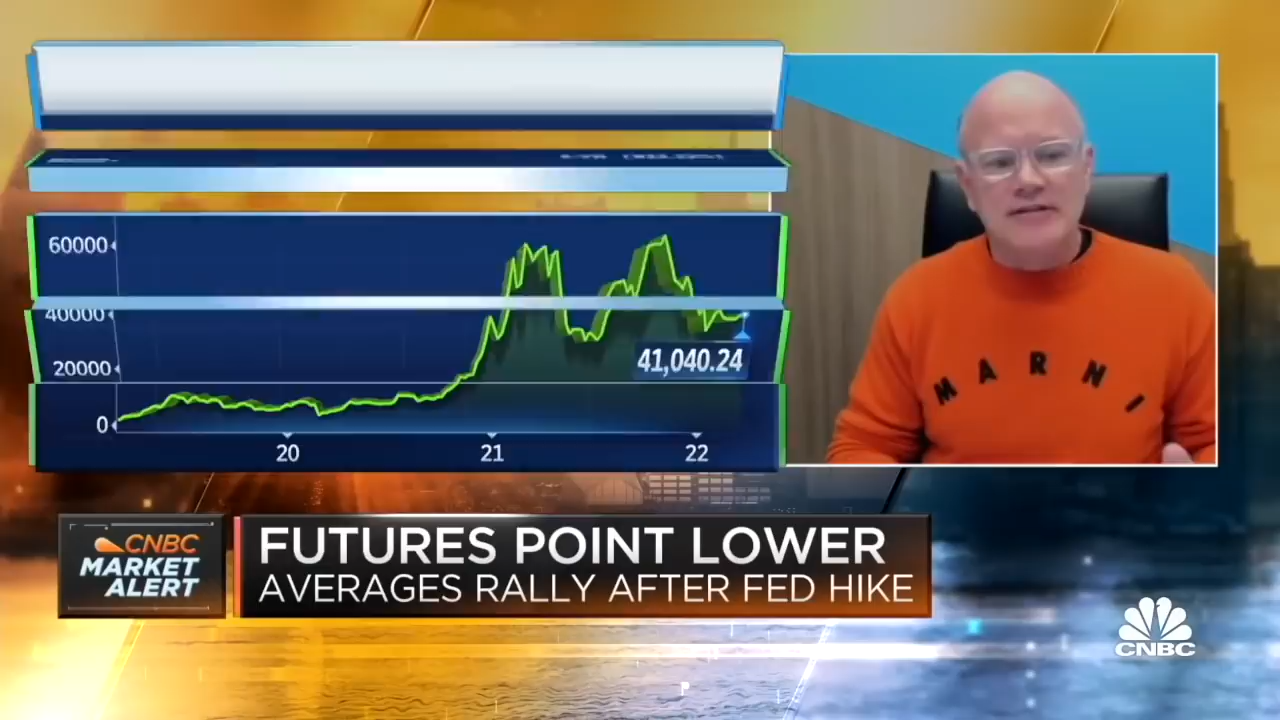 60000
40000
20000
0
41,040.24
20 21 22
MARNI
CNBC
MARKET
ALERT
FUTURES POINT LOWER
AVERAGES RALLY AFTER FED HIKE
CNBC